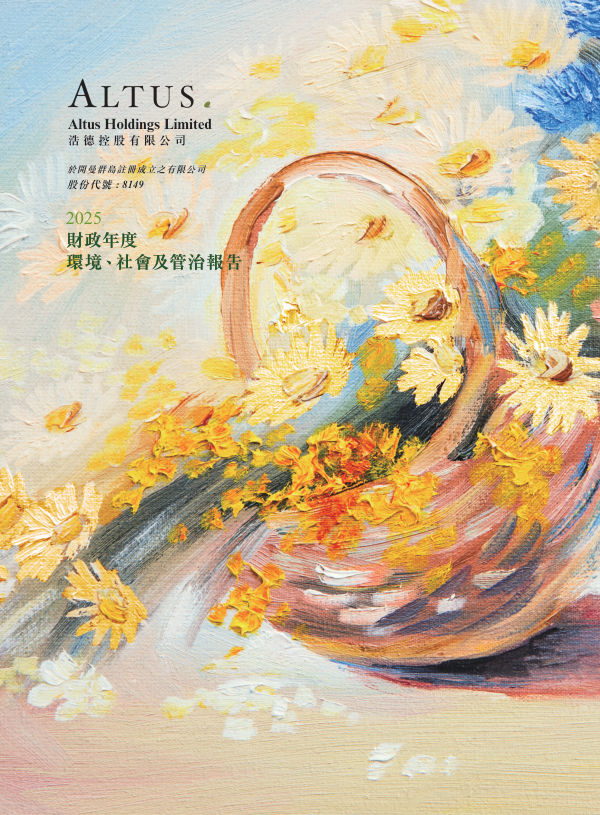 ALTUS.
Altus Holdings Limited
浩德控股有限公司
於開曼群島註冊成立之有限公司
股份代號 : 8149
2025
財政年度
環境、社會及管治報告